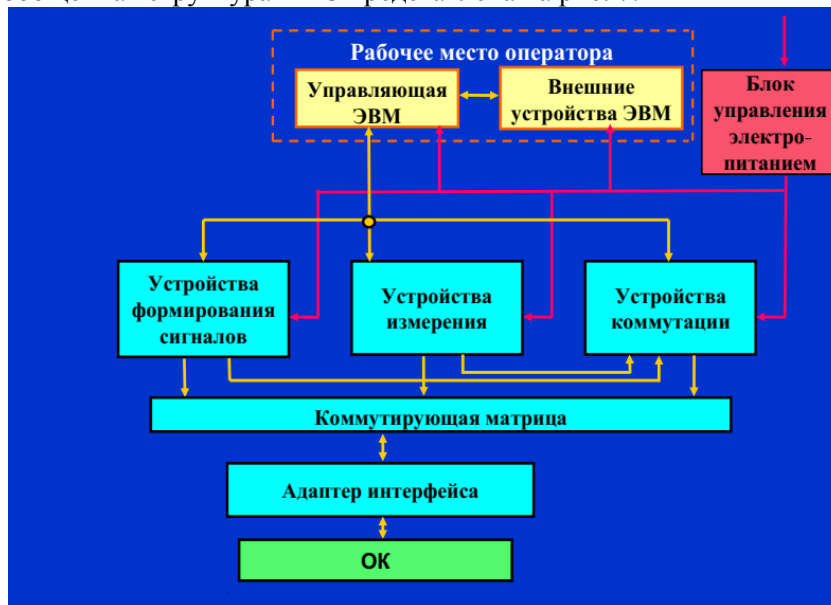 Рабочее место оператора
Управляющая
ЭВМ
Внешние
устройства ЭВМ
Блок
управления
электро-
питанием
Устройства
формирования
сигналов
Устройства
измерения
Устройства
коммутации
Коммутирующая матрица
Адаптер интерфейса
ОК